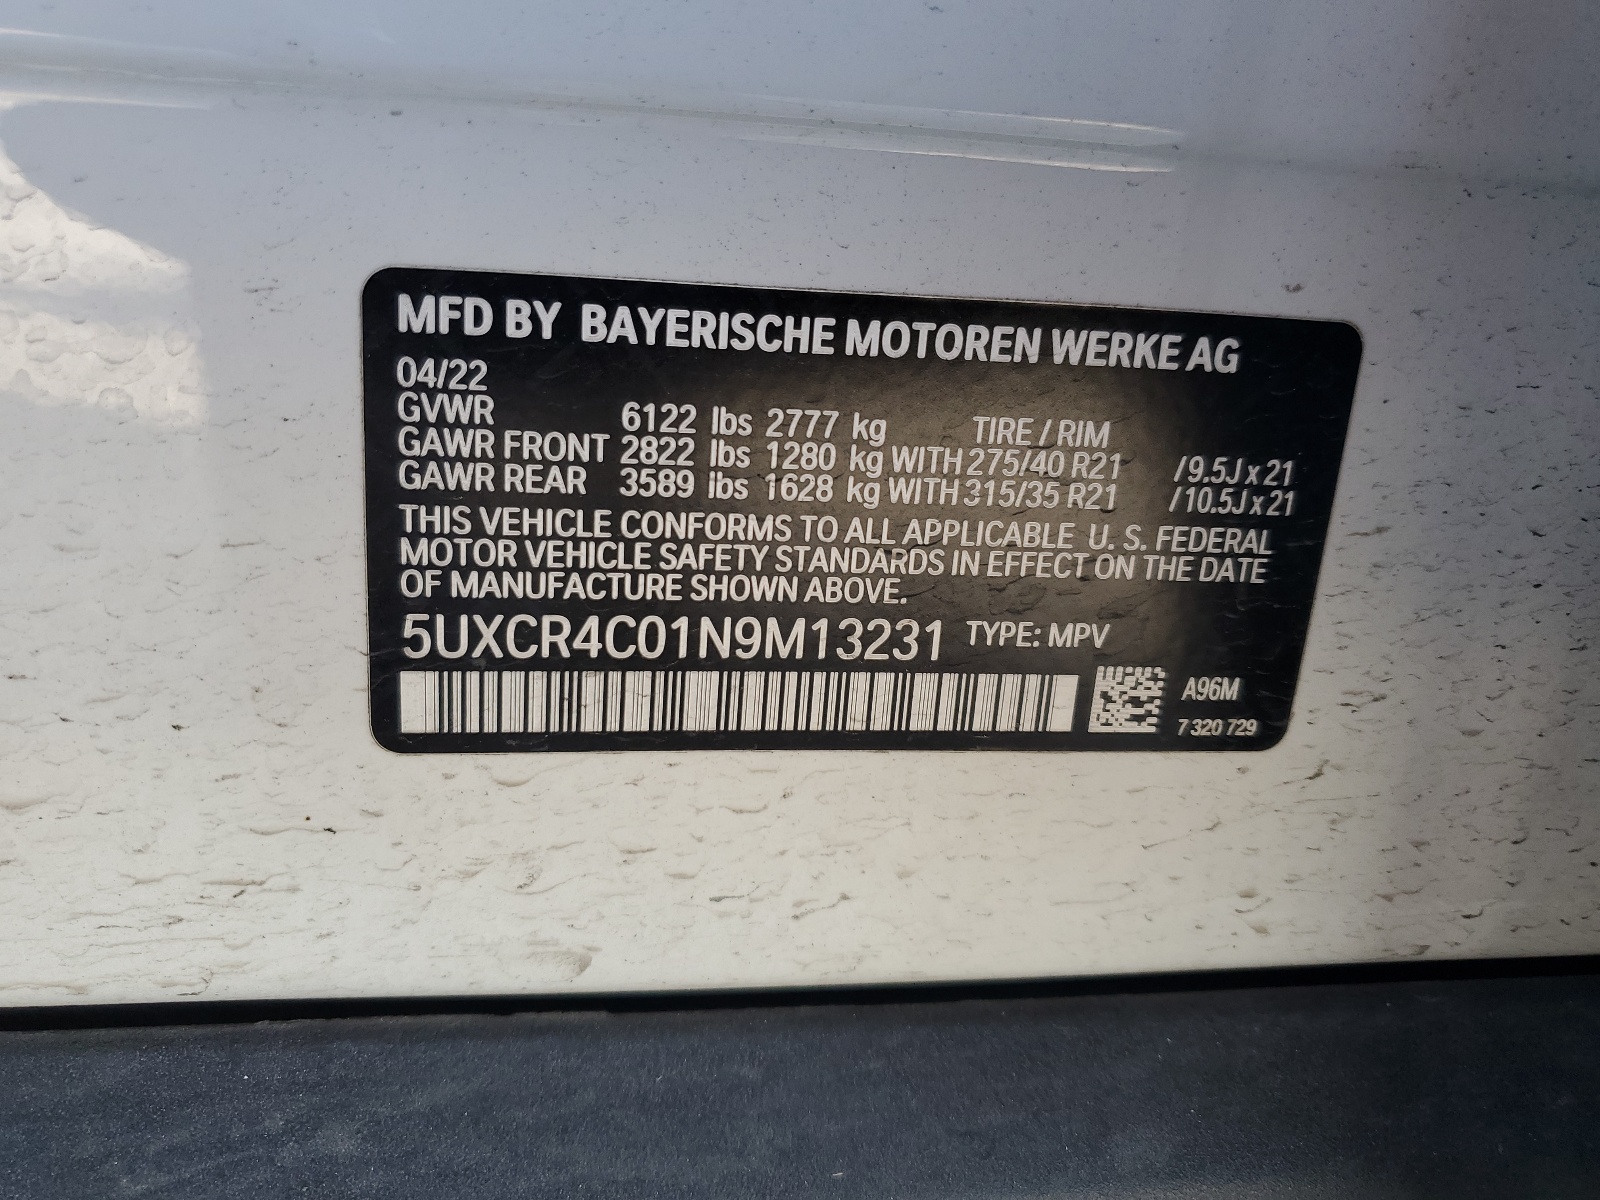 MFD BY BAYERISCHE MOTOREN WERKE AG
04/22
GVWR 6122 lbs 2777 kg TIRE / RIM
GAWR FRONT 2822 lbs 1280 kg WITH 275/40 R21 /9.5J x 21
GAWR REAR 3589 lbs 1628 kg WITH 315/35 R21 /10.5J x 21
THIS VEHICLE CONFORMS TO ALL APPLICABLE U. S. FEDERAL
MOTOR VEHICLE SAFETY STANDARDS IN EFFECT ON THE DATE
OF MANUFACTURE SHOWN ABOVE.
5UXCR4C01N9M13231 TYPE: MPV
A96M
7 320 729